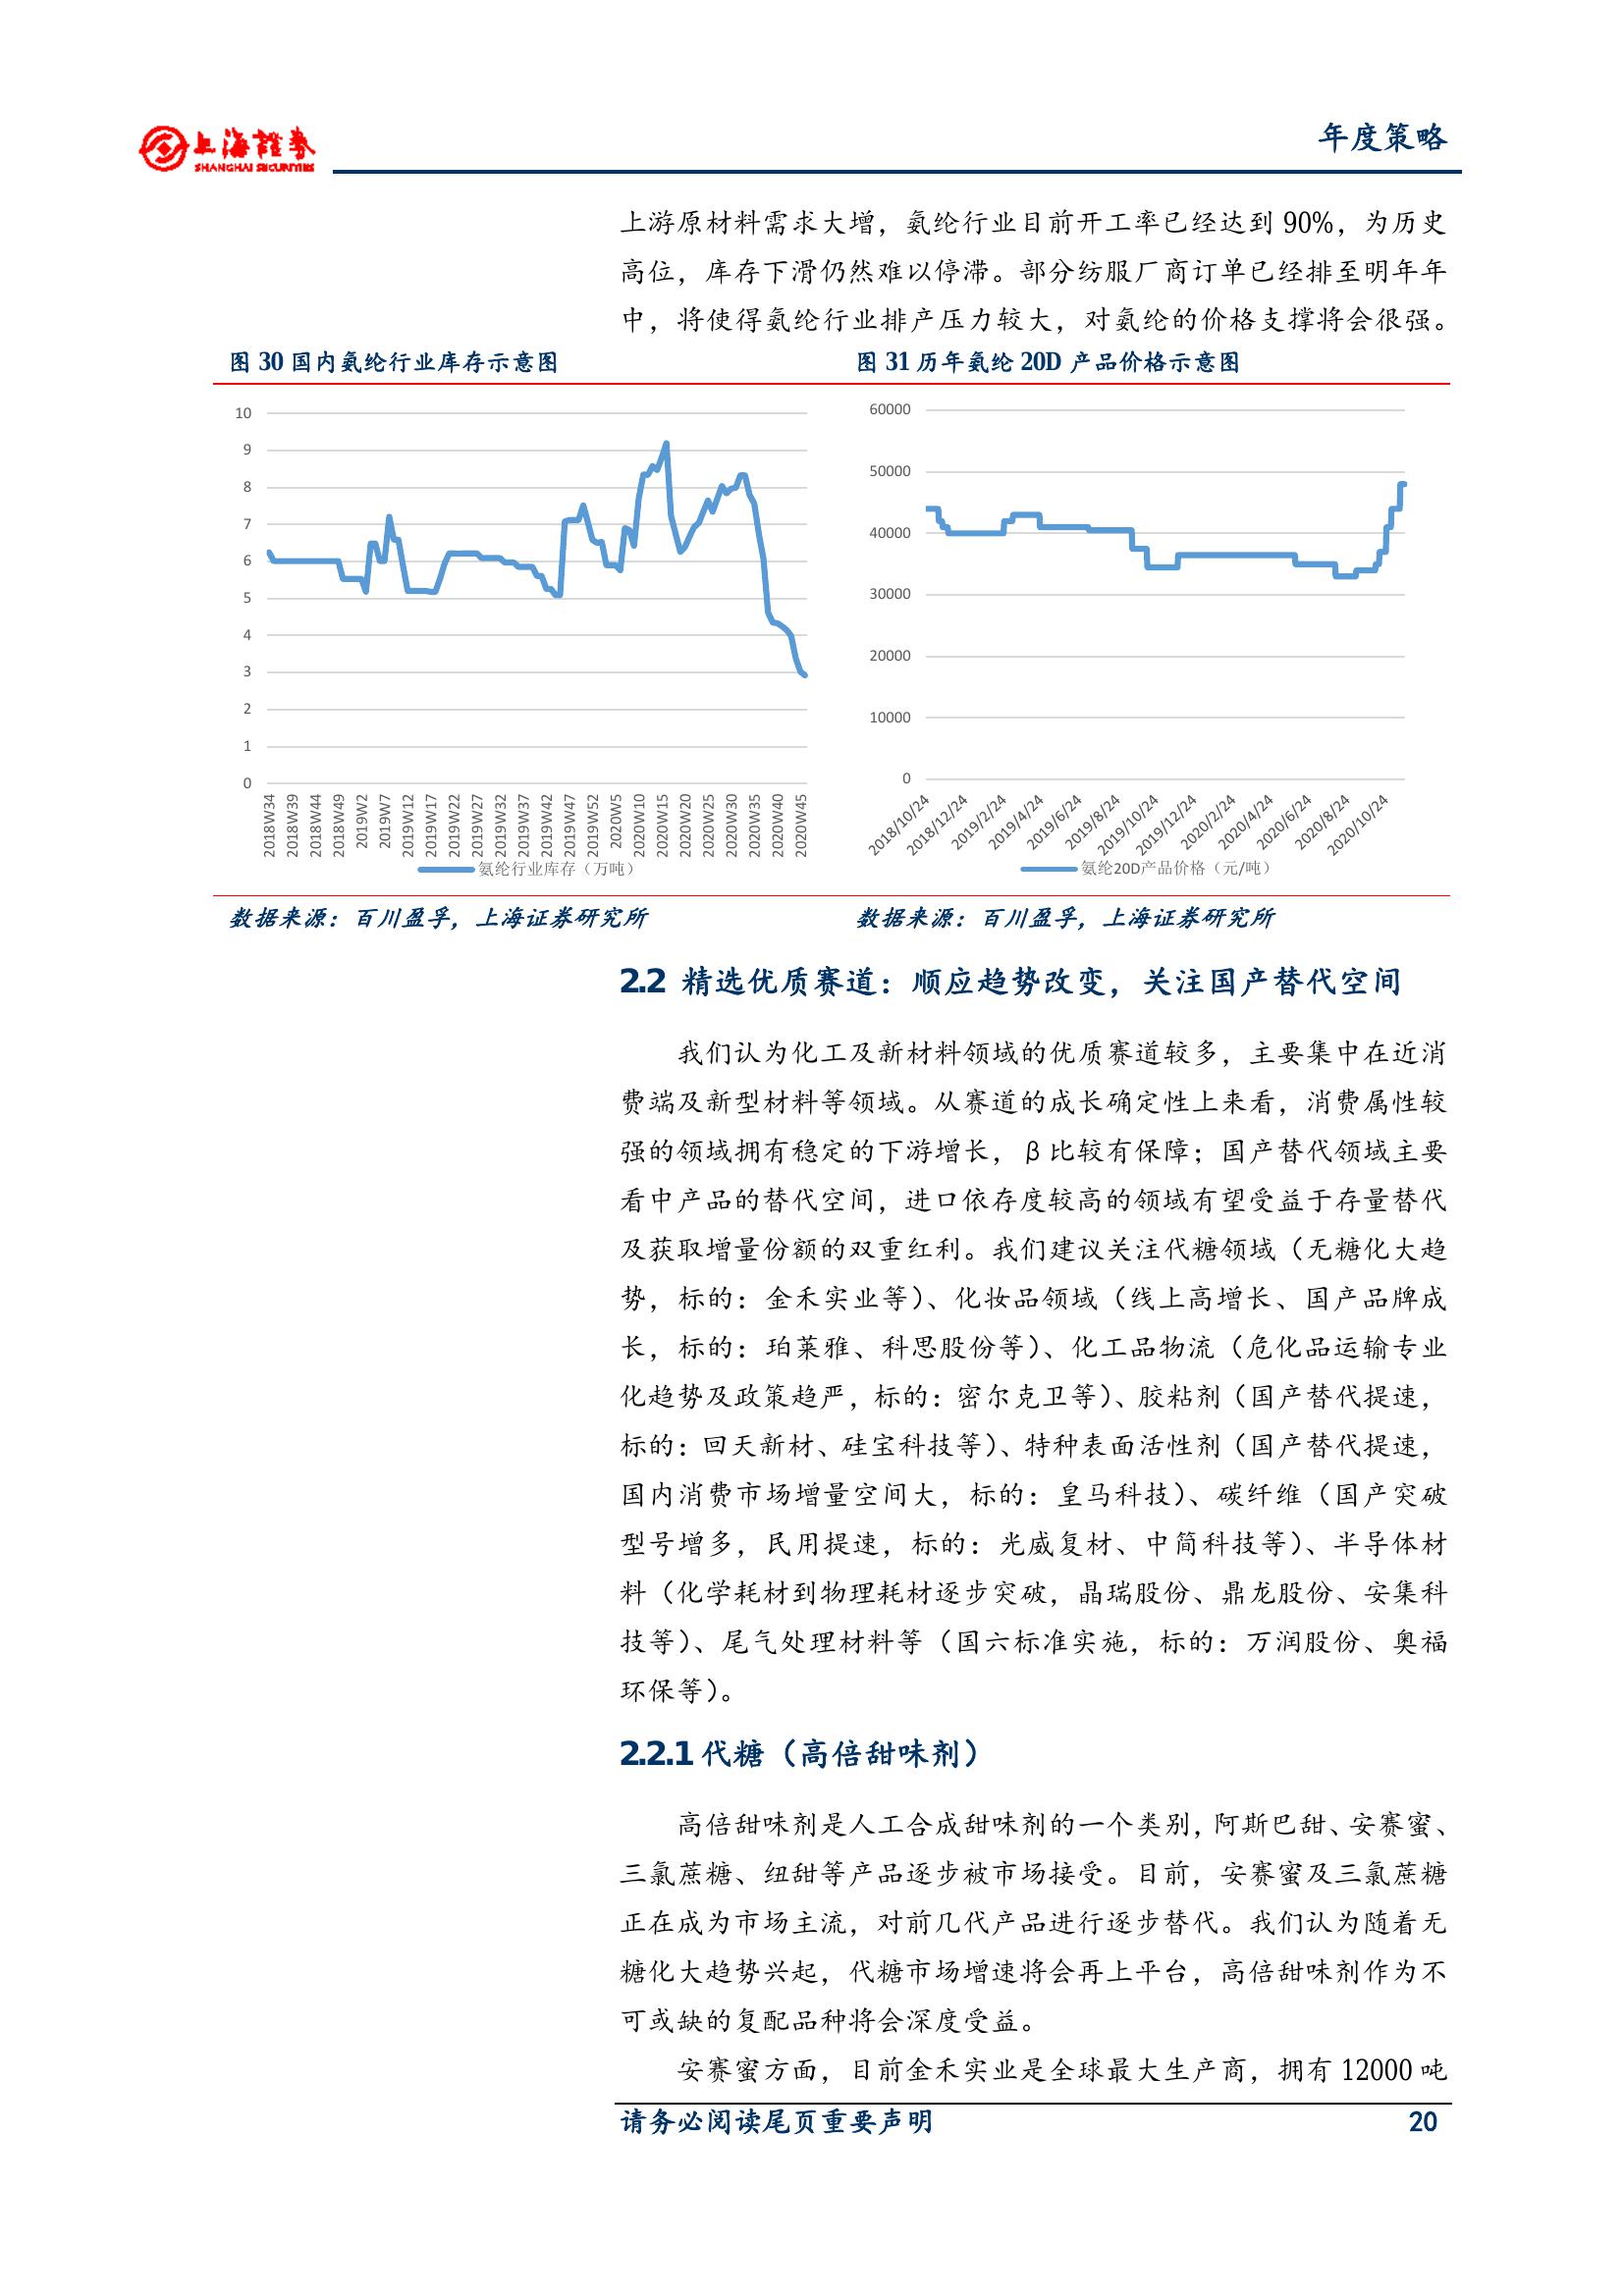 上海證券
SHANGHAI SECURITIES
年度策略
上游原材料需求大增，氨纶行业目前开工率已经达到 90%，为历史
高位，库存下滑仍然难以停滞。部分纺服厂商订单已经排至明年年
中，将使得氨纶行业排产压力较大，对氨纶的价格支撑将会很强。
图 30 国内氨纶行业库存示意图
10
9
8
7
6
5
4
3
2
1
0
2018W34
2018W39
2018W44
2018W49
2019W2
2019W7
2019W12
2019W17
2019W22
2019W27
2019W32
2019W37
2019W42
2019W47
2019W52
2020W5
2020W10
2020W15
2020W20
2020W25
2020W30
2020W35
2020W40
2020W45
氨纶行业库存（万吨）
数据来源：百川盈孚，上海证券研究所
图 31 历年氨纶 20D 产品价格示意图
60000
50000
40000
30000
20000
10000
0
2018/10/24
2018/12/24
2019/2/24
2019/4/24
2019/6/24
2019/8/24
2019/10/24
2019/12/24
2020/2/24
2020/4/24
2020/6/24
2020/8/24
2020/10/24
氨纶20D产品价格（元/吨）
数据来源：百川盈孚，上海证券研究所
2.2 精选优质赛道：顺应趋势改变，关注国产替代空间
我们认为化工及新材料领域的优质赛道较多，主要集中在近消
费端及新型材料等领域。从赛道的成长确定性上来看，消费属性较
强的领域拥有稳定的下游增长，β 比较有保障；国产替代领域主要
看中产品的替代空间，进口依存度较高的领域有望受益于存量替代
及获取增量份额的双重红利。我们建议关注代糖领域（无糖化大趋
势，标的：金禾实业等）、化妆品领域（线上高增长、国产品牌成
长，标的：珀莱雅、科思股份等）、化工品物流（危化品运输专业
化趋势及政策趋严，标的：密尔克卫等）、胶粘剂（国产替代提速，
标的：回天新材、硅宝科技等）、特种表面活性剂（国产替代提速，
国内消费市场增量空间大，标的：皇马科技）、碳纤维（国产突破
型号增多，民用提速，标的：光威复材、中简科技等）、半导体材
料（化学耗材到物理耗材逐步突破，晶瑞股份、鼎龙股份、安集科
技等）、尾气处理材料等（国六标准实施，标的：万润股份、奥福
环保等）。
2.2.1 代糖（高倍甜味剂）
高倍甜味剂是人工合成甜味剂的一个类别，阿斯巴甜、安赛蜜、
三氯蔗糖、纽甜等产品逐步被市场接受。目前，安赛蜜及三氯蔗糖
正在成为市场主流，对前几代产品进行逐步替代。我们认为随着无
糖化大趋势兴起，代糖市场增速将会再上平台，高倍甜味剂作为不
可或缺的复配品种将会深度受益。
安赛蜜方面，目前金禾实业是全球最大生产商，拥有 12000 吨
请务必阅读尾页重要声明
20